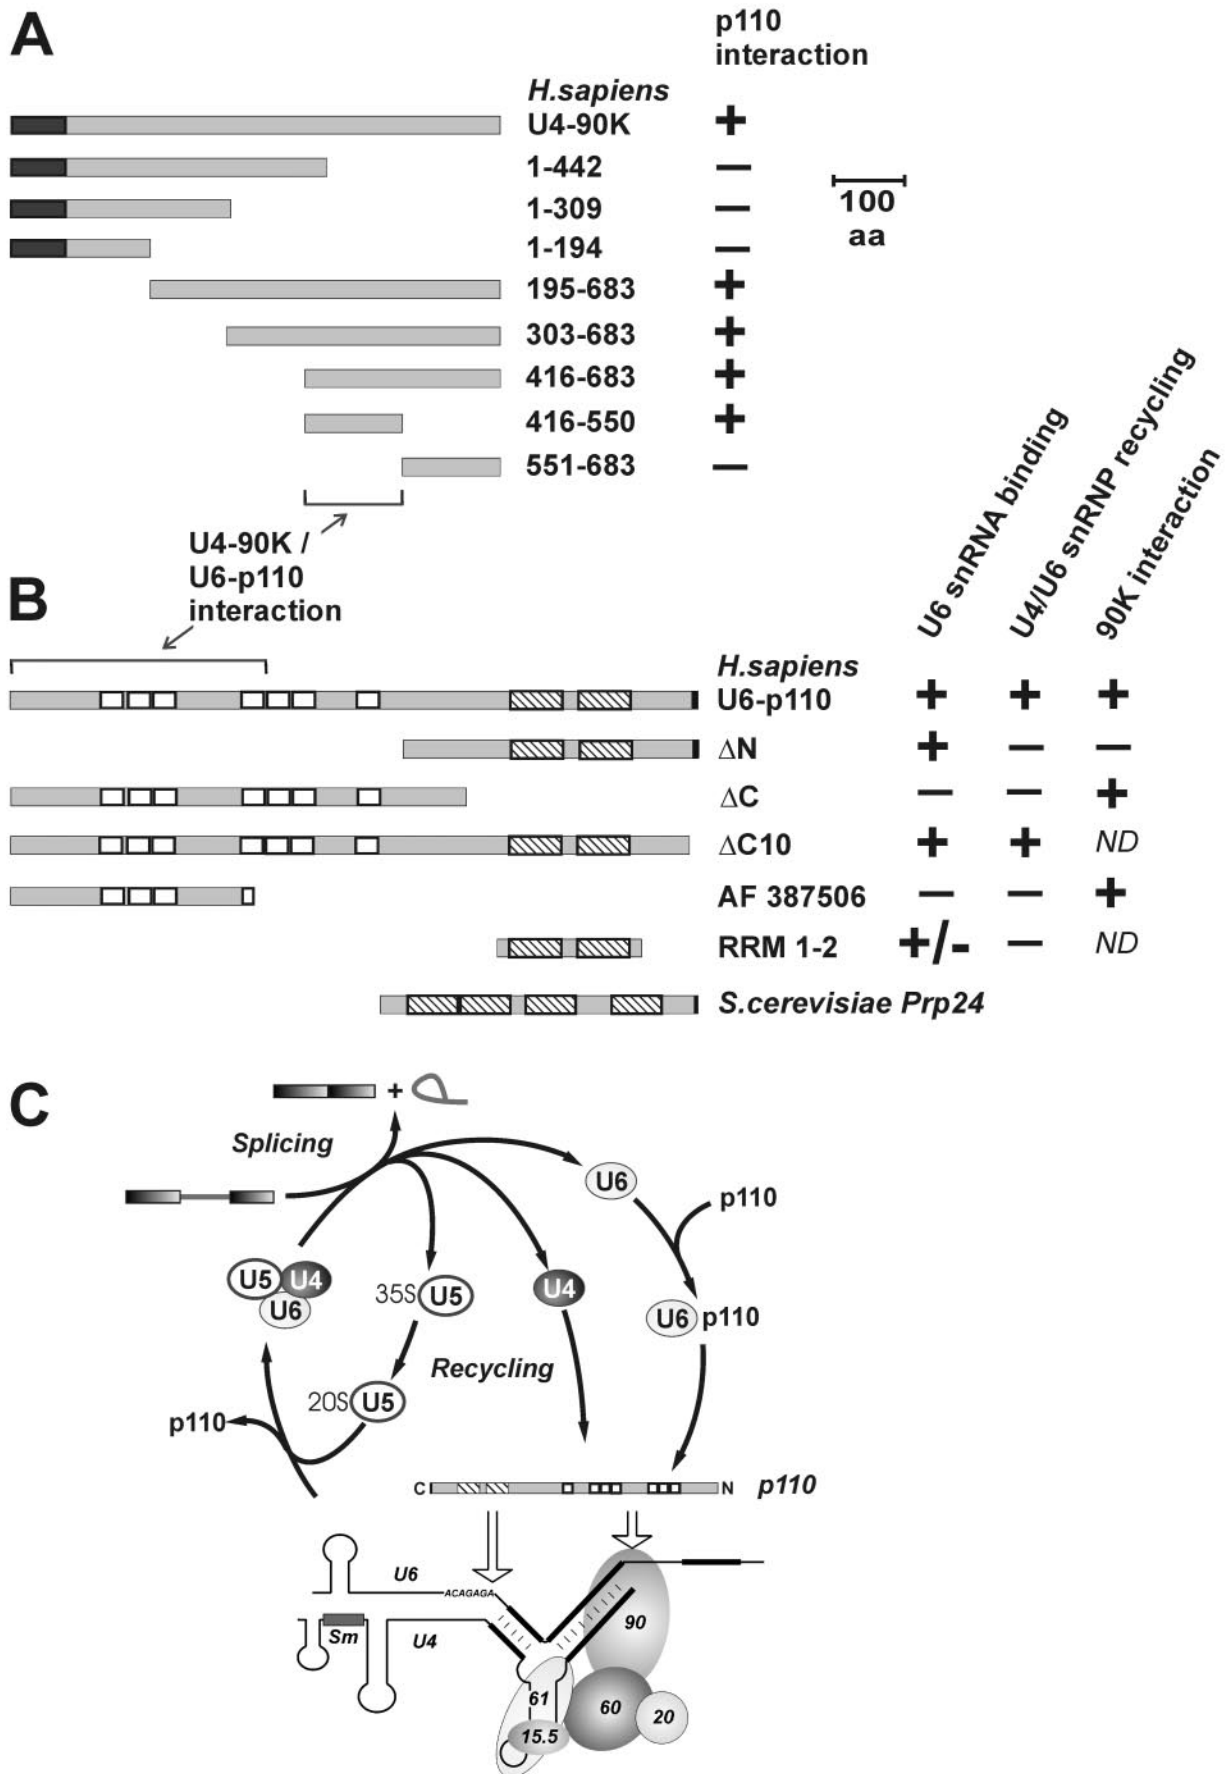 A
p110
interaction
H.sapiens
U4-90K +
1-442 —
1-309 —
1-194 —
195-683 +
303-683 +
416-683 +
416-550 +
551-683 —
100
aa
U4-90K /
U6-p110
interaction
B
U6 snRNA binding
U4/U6 snRNP recycling
90K interaction
H.sapiens
U6-p110 + + +
ΔN + — —
ΔC — — +
ΔC10 + + ND
AF 387506 — — +
RRM 1-2 +/- — ND
S.cerevisiae Prp24
C
+
Splicing
U6
p110
U5 U4
U6
35S U5
U4
U6 p110
Recycling
20S U5
p110
C N p110
U6 ACAGAGA
Sm U4
90
61
60 20
15.5